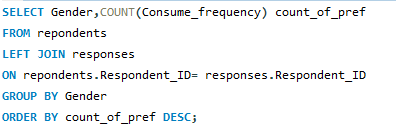 SELECT Gender,COUNT(Consume_frequency) count_of_pref
FROM repondents
LEFT JOIN responses
ON repondents.Respondent_ID= responses.Respondent_ID
GROUP BY Gender
ORDER BY count_of_pref DESC;